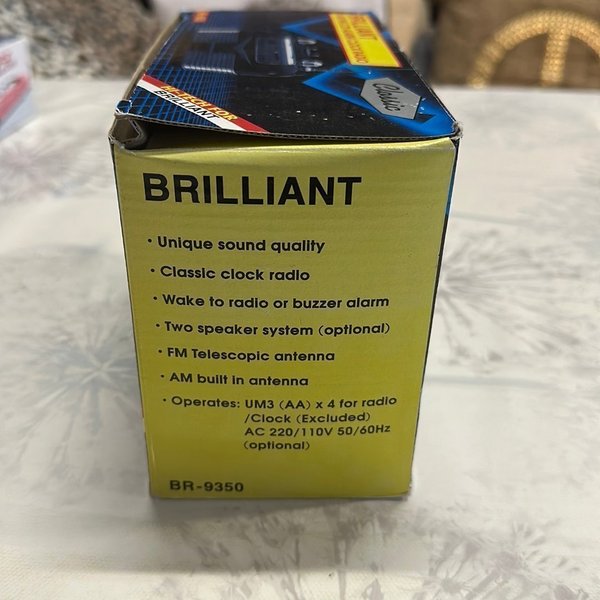 BRILLIANT
Classic
BRILLIANT
BRILLIANT
• Unique sound quality
• Classic clock radio
• Wake to radio or buzzer alarm
• Two speaker system (optional)
• FM Telescopic antenna
• AM built in antenna
• Operates: UM3 (AA) x 4 for radio
/Clock (Excluded)
AC 220/110V 50/60Hz
(optional)
BR-9350